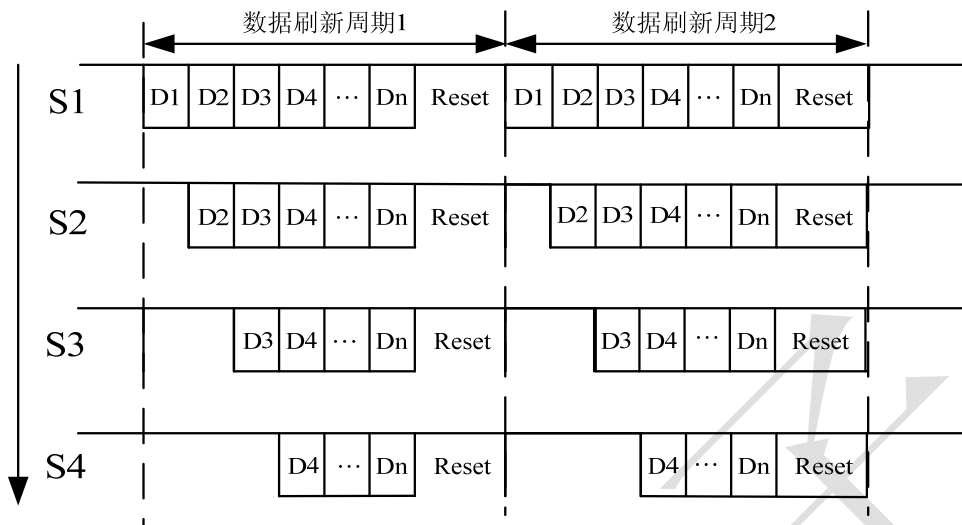 数据刷新周期1 数据刷新周期2
S1 D1 D2 D3 D4 ··· Dn Reset D1 D2 D3 D4 ··· Dn Reset
S2 D2 D3 D4 ··· Dn Reset D2 D3 D4 ··· Dn Reset
S3 D3 D4 ··· Dn Reset D3 D4 ··· Dn Reset
S4 D4 ··· Dn Reset D4 ··· Dn Reset